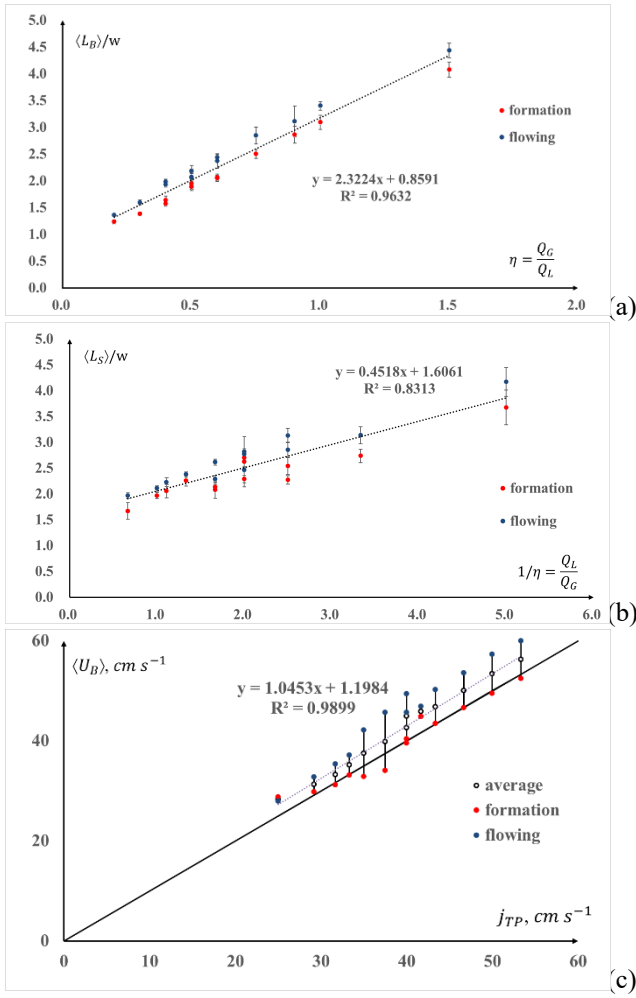 5.0
⟨L_B⟩/w
4.5
4.0
3.5
formation
3.0
flowing
2.5
2.0
y = 2.3224x + 0.8591
R² = 0.9632
1.5
1.0
η = Q_G/Q_L
0.5
0.0
0.0 0.5 1.0 1.5 2.0
(a)
5.0
⟨L_S⟩/w
4.5
y = 0.4518x + 1.6061
R² = 0.8313
4.0
3.5
3.0
2.5
formation
2.0
flowing
1.5
1.0
1/η = Q_L/Q_G
0.5
0.0
0.0 1.0 2.0 3.0 4.0 5.0 6.0
(b)
60
⟨U_B⟩, cm s⁻¹
y = 1.0453x + 1.1984
R² = 0.9899
40
average
formation
flowing
20
j_TP, cm s⁻¹
0
0 10 20 30 40 50 60
(c)